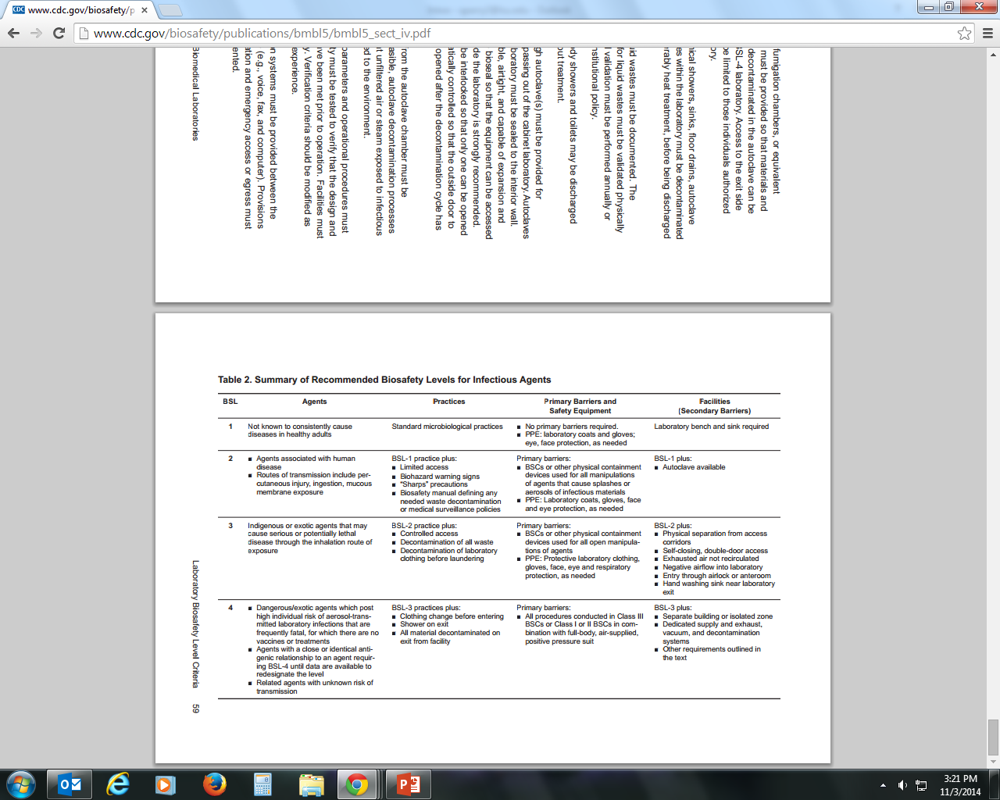 www.cdc.gov/biosafety/p
www.cdc.gov/biosafety/publications/bmbl5/bmbl5_sect_iv.pdf
fumigation chambers, or equivalent
must be provided so that materials and
decontaminated in the autoclave can be
SL-4 laboratory. Access to the exit side
be limited to those individuals authorized
ry.
ical showers, sinks, floor drains, autoclave
es within the laboratory must be decontaminated
rably heat treatment, before being discharged
id wastes must be documented. The
for liquid wastes must be validated physically
validation must be performed annually or
nstitutional policy.
dy showers and toilets may be discharged
out treatment.
gh autoclave(s) must be provided for
passing out of the cabinet laboratory. Autoclaves
boratory must be sealed to the interior wall.
ble, airtight, and capable of expansion and
bioseal so that the equipment can be accessed
de the laboratory is strongly recommended.
be interlocked so that only one can be opened
atically controlled so that the outside door to
opened after the decontamination cycle has
from the autoclave chamber must be
asible, autoclave decontamination processes
t unfiltered air or steam exposed to infectious
ed to the environment.
parameters and operational procedures must
ty must be tested to verify that the design and
ve been met prior to operation. Facilities must
y. Verification criteria should be modified as
experience.
n systems must be provided between the
(e.g., voice, fax, and computer). Provisions
ation and emergency access or egress must
ented.
Biomedical Laboratories
Table 2. Summary of Recommended Biosafety Levels for Infectious Agents
BSL Agents Practices Primary Barriers and Safety Equipment Facilities (Secondary Barriers)
1
Not known to consistently cause
diseases in healthy adults
Standard microbiological practices
■ No primary barriers required.
■ PPE: laboratory coats and gloves;
eye, face protection, as needed
Laboratory bench and sink required
2
■ Agents associated with human
disease
■ Routes of transmission include per-
cutaneous injury, ingestion, mucous
membrane exposure
BSL-1 practice plus:
■ Limited access
■ Biohazard warning signs
■ "Sharps" precautions
■ Biosafety manual defining any
needed waste decontamination
or medical surveillance policies
Primary barriers:
■ BSCs or other physical containment
devices used for all manipulations
of agents that cause splashes or
aerosols of infectious materials
■ PPE: Laboratory coats, gloves, face
and eye protection, as needed
BSL-1 plus:
■ Autoclave available
3
Indigenous or exotic agents that may
cause serious or potentially lethal
disease through the inhalation route of
exposure
BSL-2 practice plus:
■ Controlled access
■ Decontamination of all waste
■ Decontamination of laboratory
clothing before laundering
Primary barriers:
■ BSCs or other physical containment
devices used for all open manipula-
tions of agents
■ PPE: Protective laboratory clothing,
gloves, face, eye and respiratory
protection, as needed
BSL-2 plus:
■ Physical separation from access
corridors
■ Self-closing, double-door access
■ Exhausted air not recirculated
■ Negative airflow into laboratory
■ Entry through airlock or anteroom
■ Hand washing sink near laboratory
exit
4
■ Dangerous/exotic agents which post
high individual risk of aerosol-trans-
mitted laboratory infections that are
frequently fatal, for which there are no
vaccines or treatments
■ Agents with a close or identical anti-
genic relationship to an agent requir-
ing BSL-4 until data are available to
redesignate the level
■ Related agents with unknown risk of
transmission
BSL-3 practices plus:
■ Clothing change before entering
■ Shower on exit
■ All material decontaminated on
exit from facility
Primary barriers:
■ All procedures conducted in Class III
BSCs or Class I or II BSCs in com-
bination with full-body, air-supplied,
positive pressure suit
BSL-3 plus:
■ Separate building or isolated zone
■ Dedicated supply and exhaust,
vacuum, and decontamination
systems
■ Other requirements outlined in
the text
Laboratory Biosafety Level Criteria 59
3:21 PM
11/3/2014